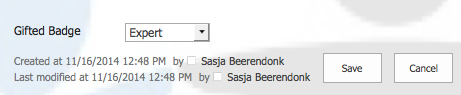 Gifted Badge Expert
Created at 11/16/2014 12:48 PM by Sasja Beerendonk
Last modified at 11/16/2014 12:48 PM by Sasja Beerendonk
Save Cancel